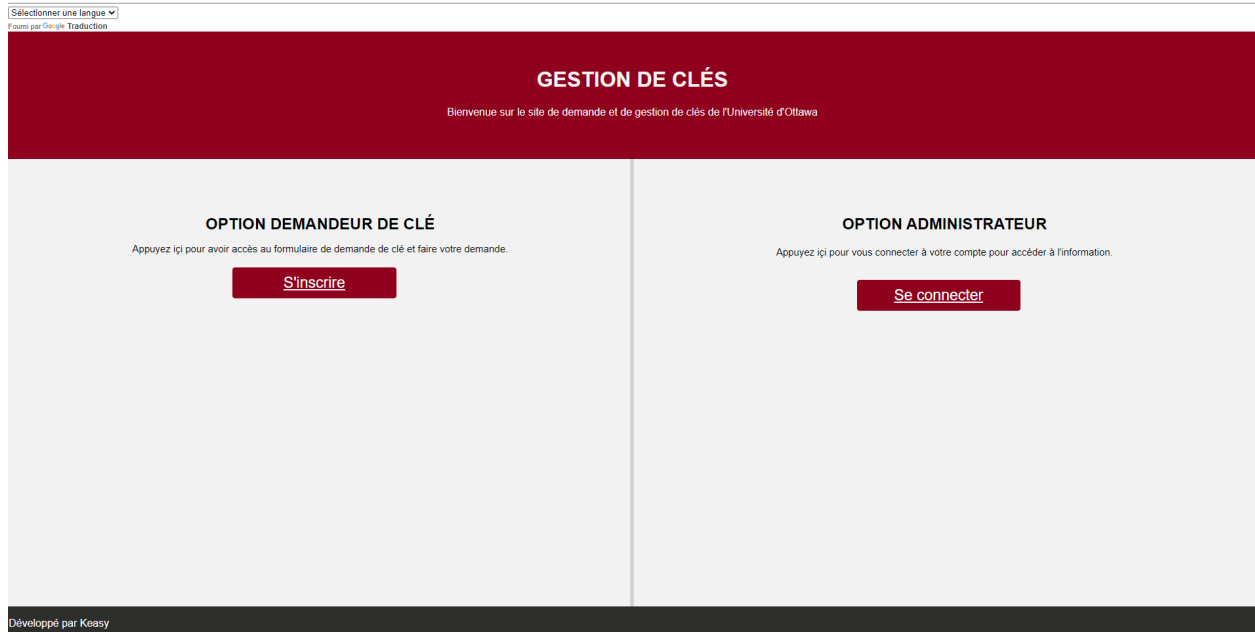 Sélectionner une langue
Fourni par Google Traduction
GESTION DE CLÉS
Bienvenue sur le site de demande et de gestion de clés de l'Université d'Ottawa
OPTION DEMANDEUR DE CLÉ
Appuyez içi pour avoir accès au formulaire de demande de clé et faire votre demande.
S'inscrire
OPTION ADMINISTRATEUR
Appuyez içi pour vous connecter à votre compte pour accéder à l'information.
Se connecter
Développé par Keasy